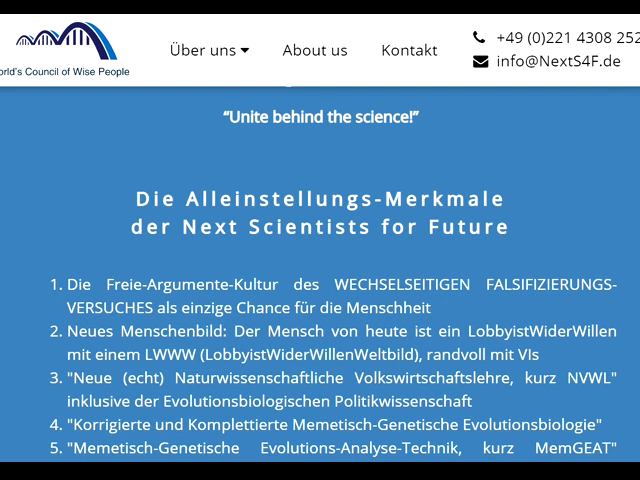 World's Council of Wise People
Über uns
About us
Kontakt
+49 (0)221 4308 252
info@NextS4F.de
“Unite behind the science!”
Die Alleinstellungs-Merkmale
der Next Scientists for Future
1. Die Freie-Argumente-Kultur des WECHSELSEITIGEN FALSIFIZIERUNGS-
VERSUCHES als einzige Chance für die Menschheit
2. Neues Menschenbild: Der Mensch von heute ist ein LobbyistWiderWillen
mit einem LWWW (LobbyistWiderWillenWeltbild), randvoll mit VIs
3. "Neue (echt) Naturwissenschaftliche Volkswirtschaftslehre, kurz NVWL"
inklusive der Evolutionsbiologischen Politikwissenschaft
4. "Korrigierte und Komplettierte Memetisch-Genetische Evolutionsbiologie"
5. "Memetisch-Genetische Evolutions-Analyse-Technik, kurz MemGEAT"